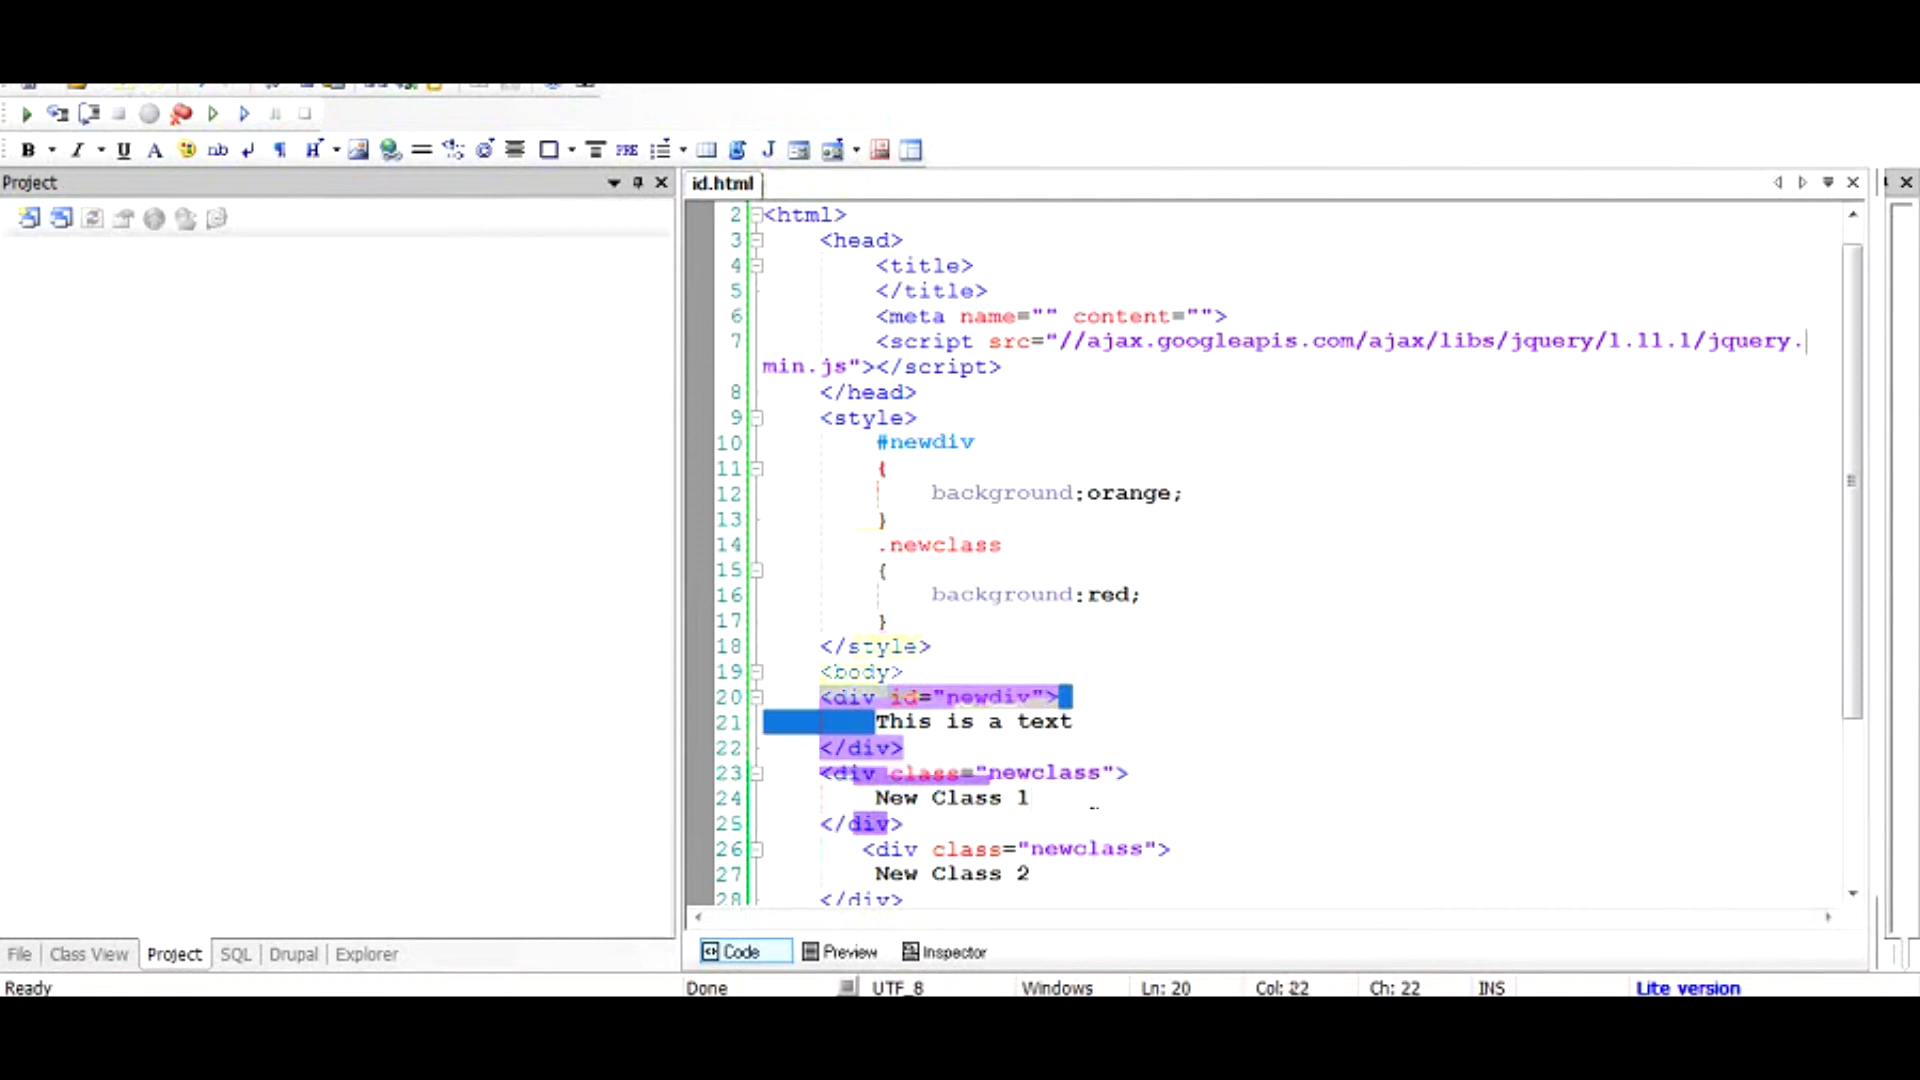 B I U A nb H PRE J
Project
id.html
2 <html>
3 <head>
4 <title>
5 </title>
6 <meta name="" content="">
7 <script src="//ajax.googleapis.com/ajax/libs/jquery/1.11.1/jquery.
min.js"></script>
8 </head>
9 <style>
10 #newdiv
11 {
12 background:orange;
13 }
14 .newclass
15 {
16 background:red;
17 }
18 </style>
19 <body>
20 <div id="newdiv">
21 This is a text
22 </div>
23 <div class="newclass">
24 New Class 1
25 </div>
26 <div class="newclass">
27 New Class 2
28 </div>
Code Preview Inspector
File Class View Project SQL Drupal Explorer
Ready Done UTF_8 Windows Ln: 20 Col: 22 Ch: 22 INS Lite version